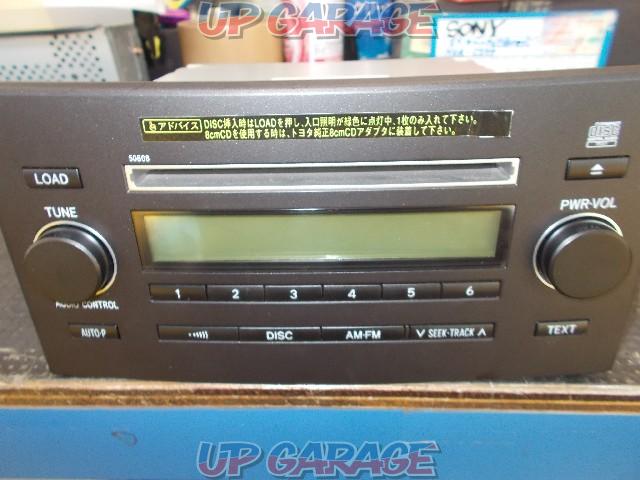 UP GARAGE
SONY
アドバイス DISC挿入時はLOADを押し、入口照明が緑色に点灯中、1枚のみ入れて下さい。
8cmCDを使用する時は、トヨタ純正8cmCDアダプタに装着して下さい。
50608
DISC
LOAD
TUNE
PWR·VOL
AUDIO CONTROL
1 2 3 4 5 6
AUTO·P
DISC
AM·FM
∨ SEEK·TRACK ∧
TEXT
UP GARAGE